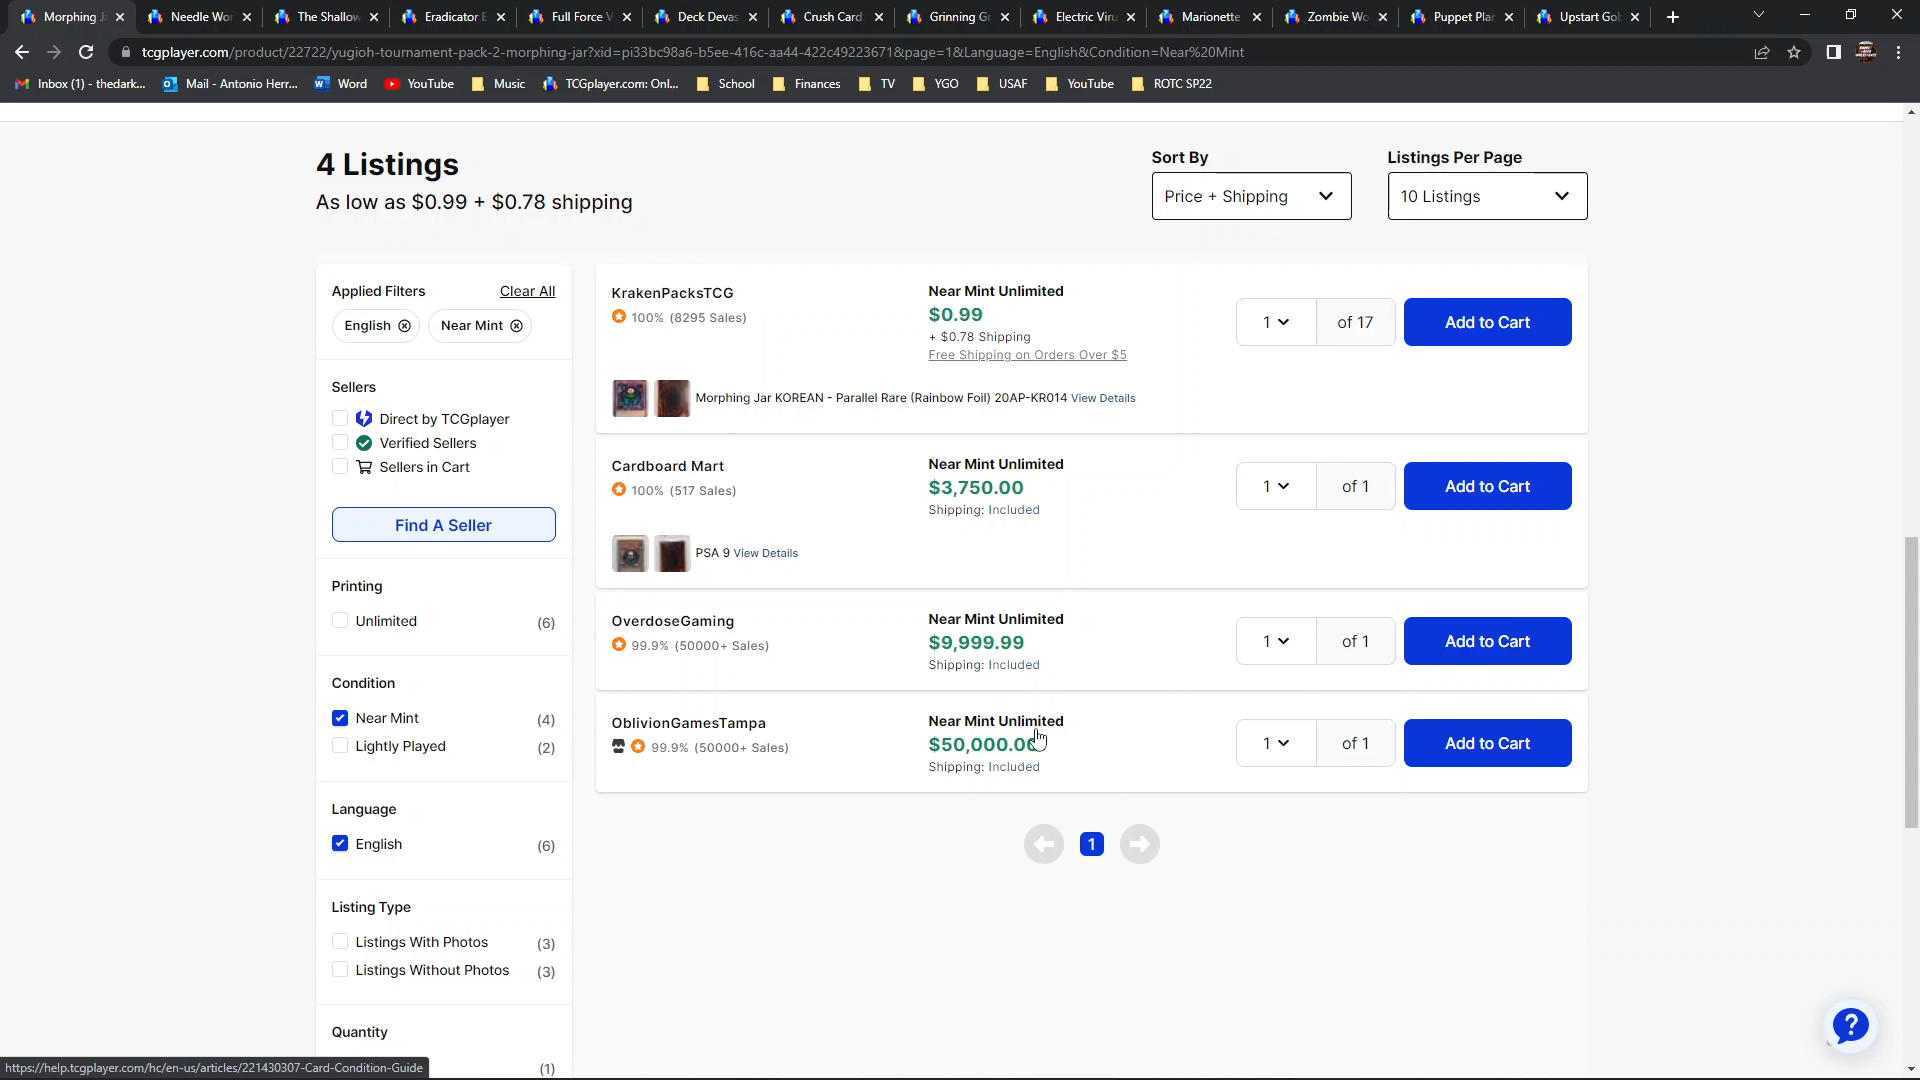 Morphing J
Needle Wor
The Shallow
Eradicator E
Full Force V
Deck Devas
Crush Card
Grinning Gr
Electric Viru
Marionette
Zombie Wo
Puppet Plan
Upstart Gob
tcgplayer.com/product/22722/yugioh-tournament-pack-2-morphing-jar?xid=pi33bc98a6-b5ee-416c-aa44-422c49223671&page=1&Language=English&Condition=Near%20Mint
Inbox (1) - thedark...
Mail - Antonio Herr...
Word
YouTube
Music
TCGplayer.com: Onl...
School
Finances
TV
YGO
USAF
YouTube
ROTC SP22
4 Listings
As low as $0.99 + $0.78 shipping
Sort By
Price + Shipping
Listings Per Page
10 Listings
Applied Filters
Clear All
English
Near Mint
Sellers
Direct by TCGplayer
Verified Sellers
Sellers in Cart
Find A Seller
Printing
Unlimited (6)
Condition
Near Mint (4)
Lightly Played (2)
Language
English (6)
Listing Type
Listings With Photos (3)
Listings Without Photos (3)
Quantity
(1)
KrakenPacksTCG
100% (8295 Sales)
Near Mint Unlimited
$0.99
+ $0.78 Shipping
Free Shipping on Orders Over $5
1 of 17
Add to Cart
Morphing Jar KOREAN - Parallel Rare (Rainbow Foil) 20AP-KR014 View Details
Cardboard Mart
100% (517 Sales)
Near Mint Unlimited
$3,750.00
Shipping: Included
1 of 1
Add to Cart
PSA 9 View Details
OverdoseGaming
99.9% (50000+ Sales)
Near Mint Unlimited
$9,999.99
Shipping: Included
1 of 1
Add to Cart
OblivionGamesTampa
99.9% (50000+ Sales)
Near Mint Unlimited
$50,000.00
Shipping: Included
1 of 1
Add to Cart
1
?
https://help.tcgplayer.com/hc/en-us/articles/221430307-Card-Condition-Guide